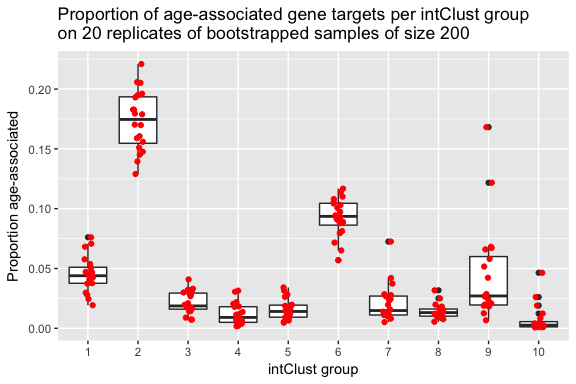 Proportion of age-associated gene targets per intClust group
on 20 replicates of bootstrapped samples of size 200
Proportion age-associated
0.20
0.15
0.10
0.05
0.00
1 2 3 4 5 6 7 8 9 10
intClust group